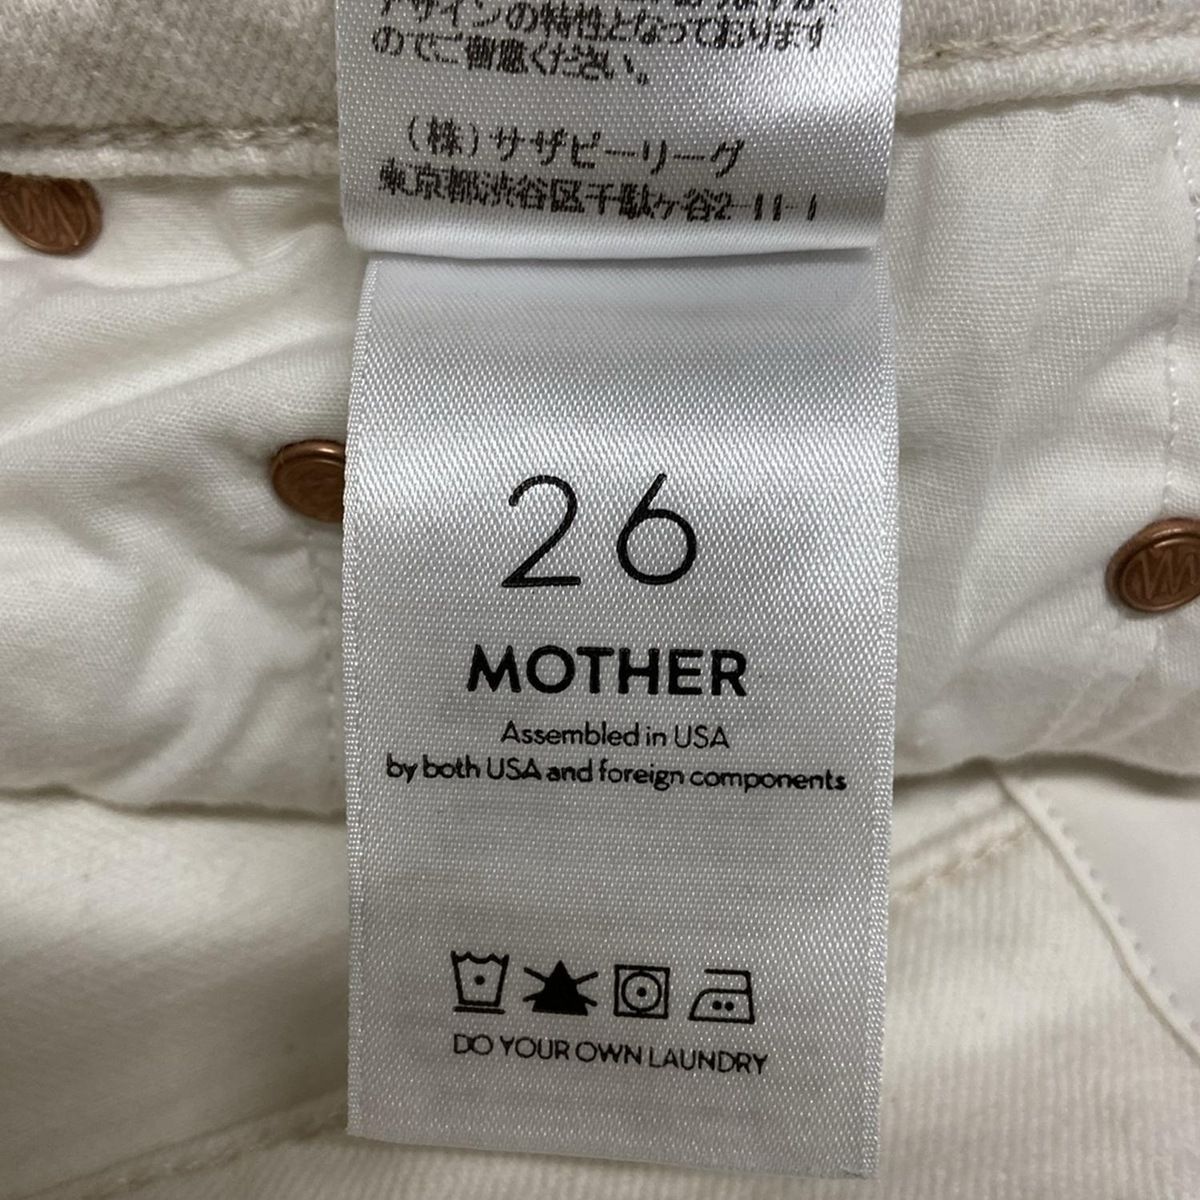 デザインの特性となっております
のでご留意ください。
(株)サザビーリーグ
東京都渋谷区千駄ヶ谷2-11-1
26
MOTHER
Assembled in USA
by both USA and foreign components
DO YOUR OWN LAUNDRY